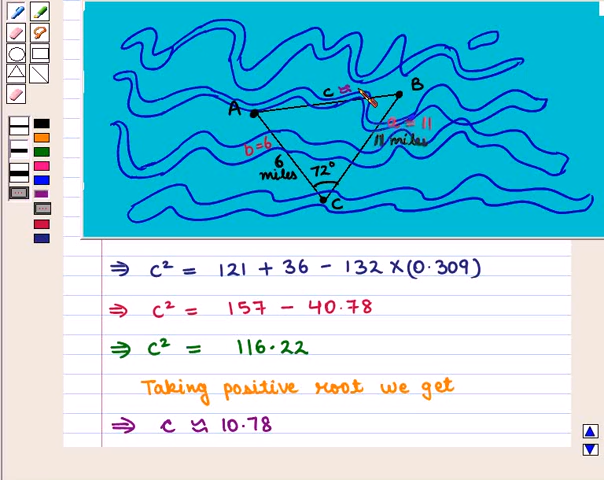 B
c ≈
A
a = 11
11 miles
b=6
6
miles
72°
C
⇒ c² = 121 + 36 − 132 × (0.309)
⇒ c² = 157 − 40.78
⇒ c² = 116.22
Taking positive root we get
⇒ c ≈ 10.78